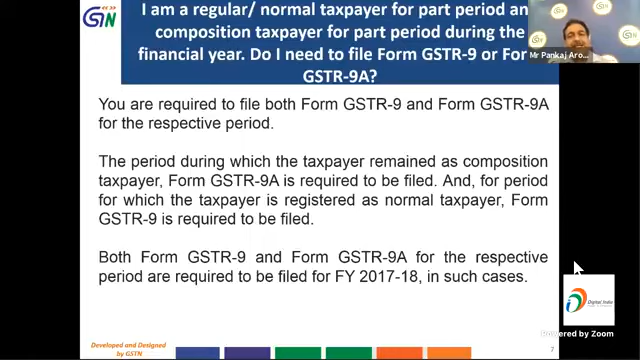 GSTN
I am a regular/ normal taxpayer for part period an
composition taxpayer for part period during the
financial year. Do I need to file Form GSTR-9 or For
GSTR-9A?
Mr Pankaj Aro...
You are required to file both Form GSTR-9 and Form GSTR-9A
for the respective period.
The period during which the taxpayer remained as composition
taxpayer, Form GSTR-9A is required to be filed. And, for period
for which the taxpayer is registered as normal taxpayer, Form
GSTR-9 is required to be filed.
Both Form GSTR-9 and Form GSTR-9A for the respective
period are required to be filed for FY 2017-18, in such cases.
Digital India
Powered by Zoom
Developed and Designed
by GSTN
7